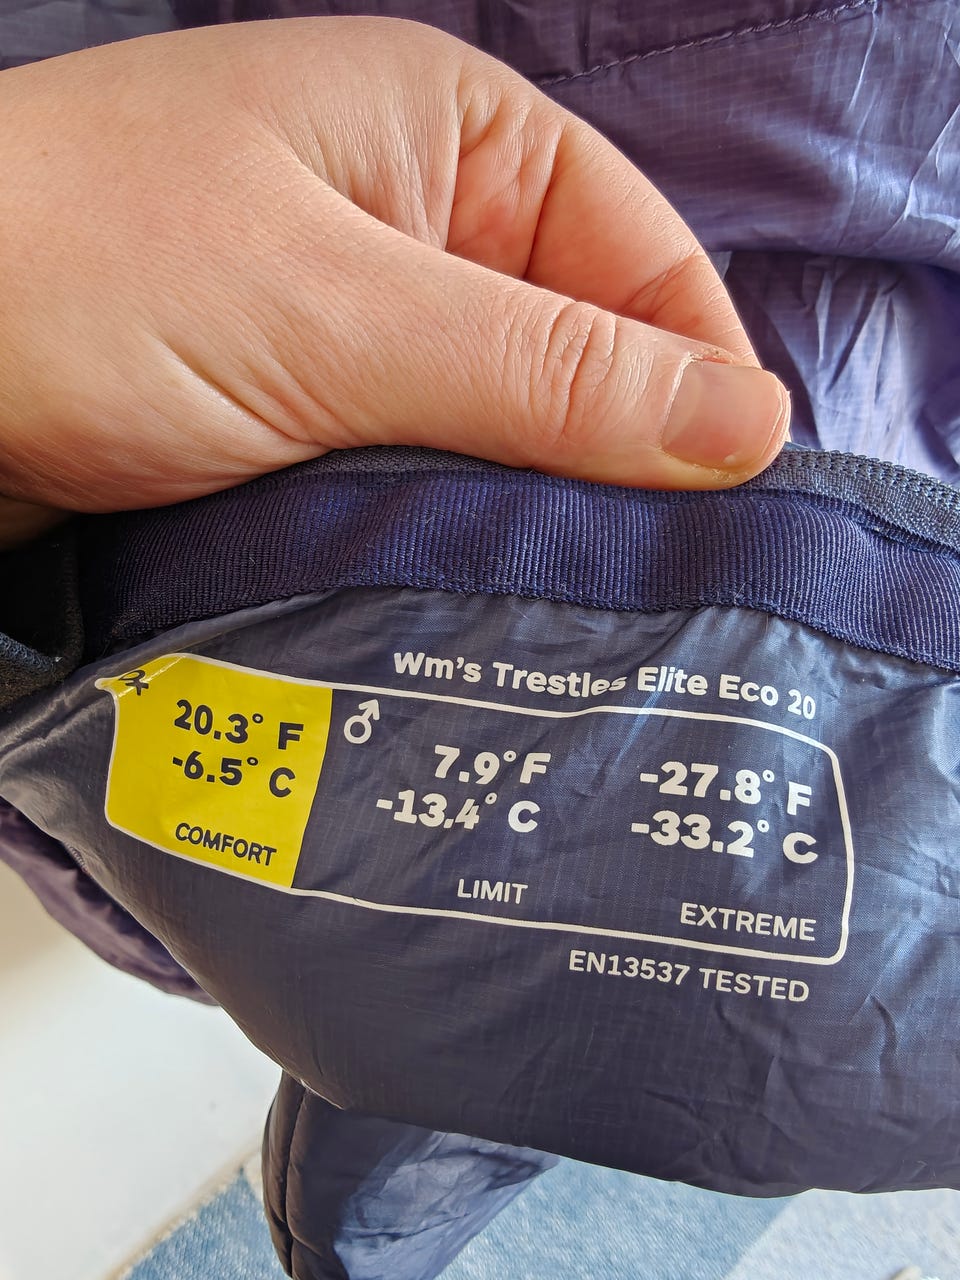 Wm's Trestles Elite Eco 20
20.3° F
-6.5° C
COMFORT
7.9° F
-13.4° C
LIMIT
-27.8° F
-33.2° C
EXTREME
EN13537 TESTED